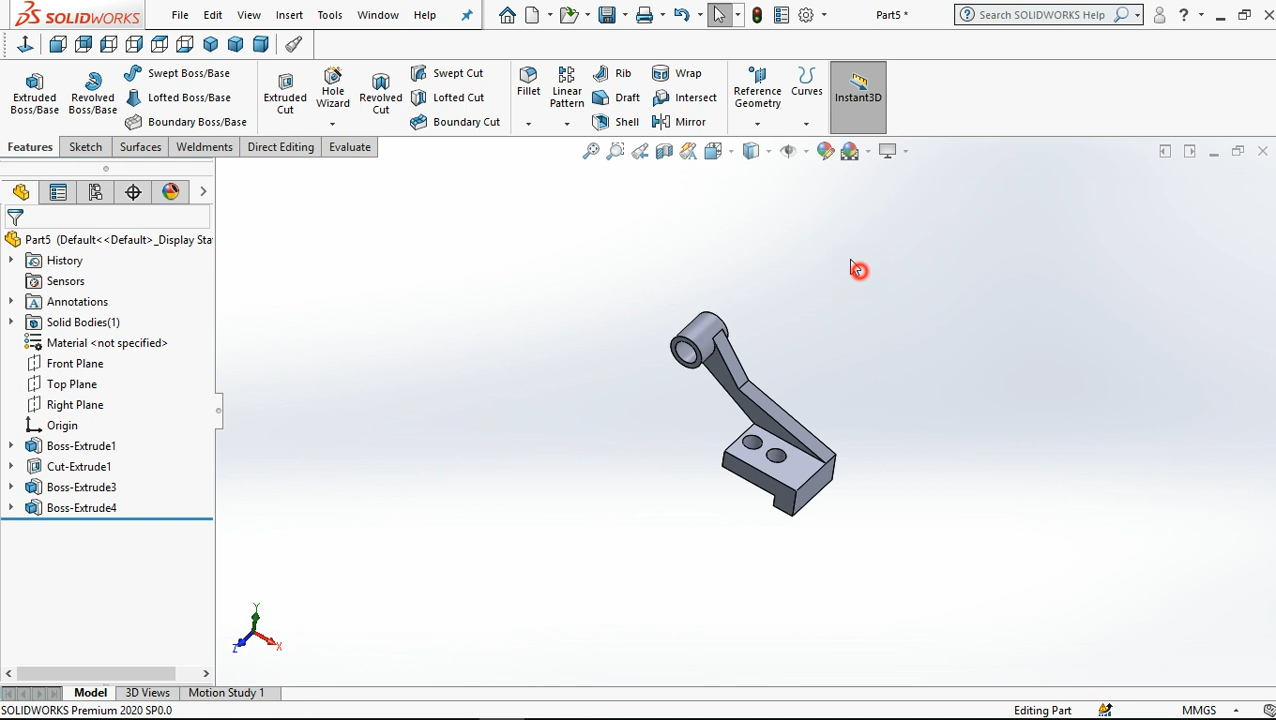 SOLIDWORKS
File Edit View Insert Tools Window Help
Part5 *
Search SOLIDWORKS Help
?
Extruded Boss/Base
Revolved Boss/Base
Swept Boss/Base
Lofted Boss/Base
Boundary Boss/Base
Extruded Cut
Hole Wizard
Revolved Cut
Swept Cut
Lofted Cut
Boundary Cut
Fillet
Linear Pattern
Rib
Draft
Shell
Wrap
Intersect
Mirror
Reference Geometry
Curves
Instant3D
Features Sketch Surfaces Weldments Direct Editing Evaluate
Part5 (Default<<Default>_Display Sta
History
Sensors
Annotations
Solid Bodies(1)
Material <not specified>
Front Plane
Top Plane
Right Plane
Origin
Boss-Extrude1
Cut-Extrude1
Boss-Extrude3
Boss-Extrude4
Y
Z
X
Model 3D Views Motion Study 1
SOLIDWORKS Premium 2020 SP0.0
Editing Part
MMGS